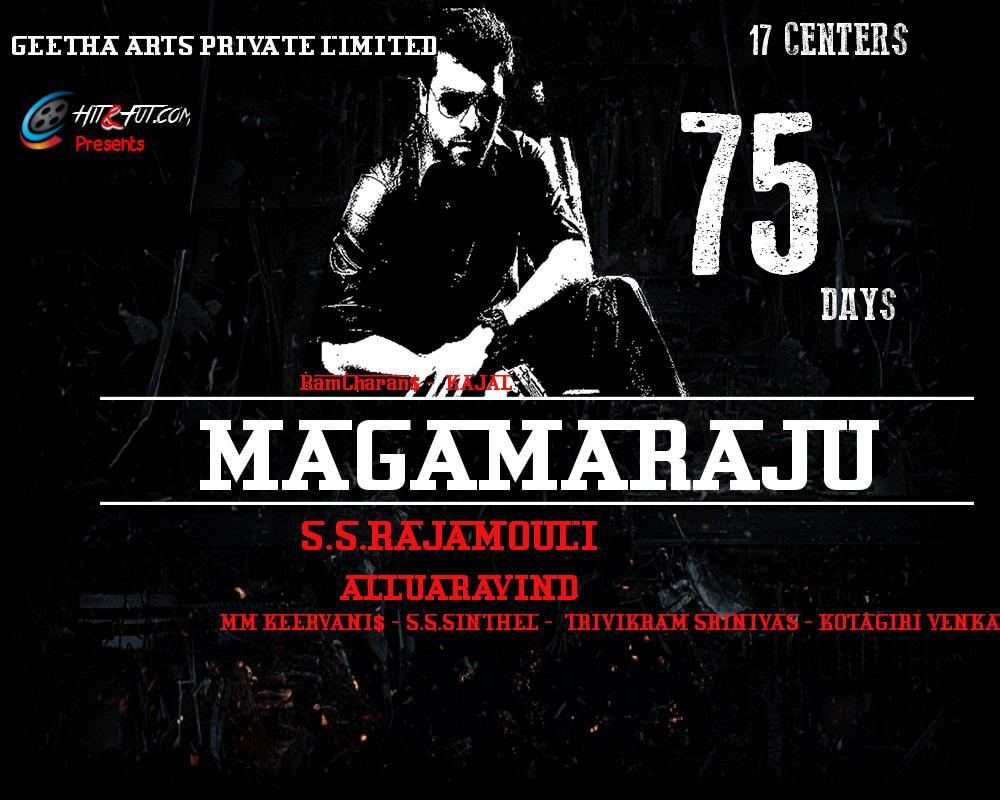 GEETHA ARTS PRIVATE LIMITED
17 CENTERS
HIT&FUT.COM
Presents
75
DAYS
RamCharan$ - KAJAL
MAGAMARAJU
S.S.RAJAMOULI
ALLUARAVIND
MM KEERVANI$ - S.S.SINTHEL - TRIVIKRAM SRINIVAS - KOTAGIRI VENKA